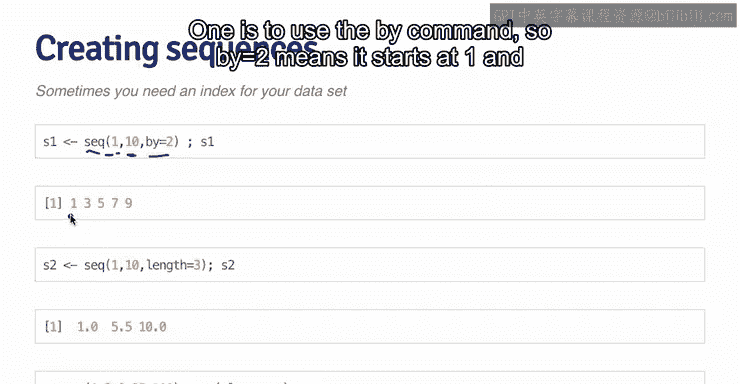 One is to use the by command, so
by=2 means it starts at 1 and
Creating sequences
Sometimes you need an index for your data set
s1 <- seq(1,10,by=2) ; s1
[1] 1 3 5 7 9
s2 <- seq(1,10,length=3); s2
[1]  1.0  5.5 10.0